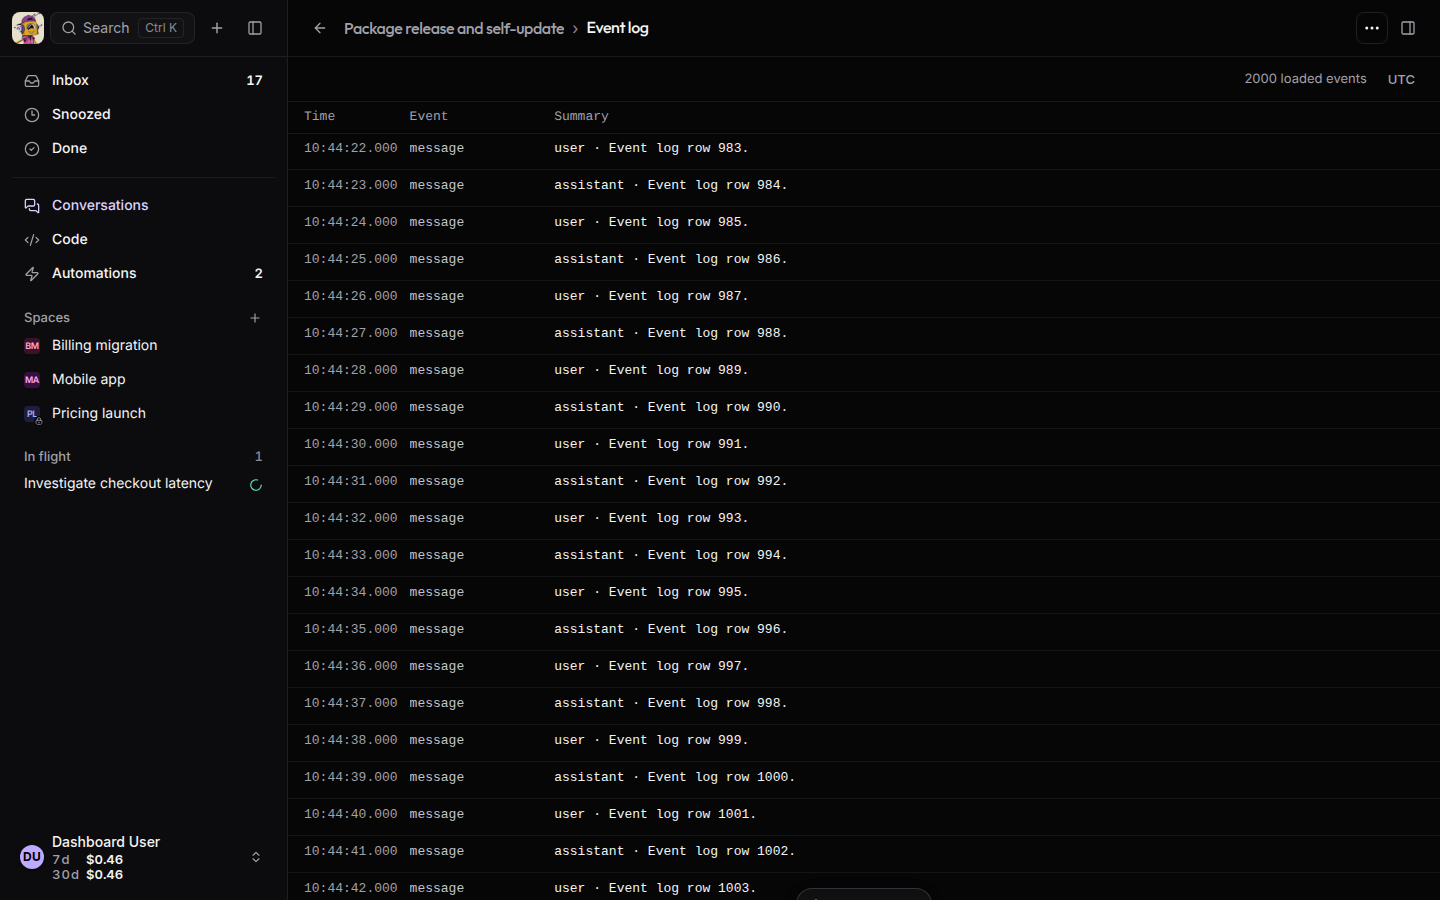 Search Ctrl K
Package release and self-update › Event log
Inbox 17
Snoozed
Done
Conversations
Code
Automations 2
Spaces
BM Billing migration
MA Mobile app
PL Pricing launch
In flight 1
Investigate checkout latency
DU Dashboard User
7d $0.46
30d $0.46
2000 loaded events UTC
Time Event Summary
10:44:22.000 message user · Event log row 983.
10:44:23.000 message assistant · Event log row 984.
10:44:24.000 message user · Event log row 985.
10:44:25.000 message assistant · Event log row 986.
10:44:26.000 message user · Event log row 987.
10:44:27.000 message assistant · Event log row 988.
10:44:28.000 message user · Event log row 989.
10:44:29.000 message assistant · Event log row 990.
10:44:30.000 message user · Event log row 991.
10:44:31.000 message assistant · Event log row 992.
10:44:32.000 message user · Event log row 993.
10:44:33.000 message assistant · Event log row 994.
10:44:34.000 message user · Event log row 995.
10:44:35.000 message assistant · Event log row 996.
10:44:36.000 message user · Event log row 997.
10:44:37.000 message assistant · Event log row 998.
10:44:38.000 message user · Event log row 999.
10:44:39.000 message assistant · Event log row 1000.
10:44:40.000 message user · Event log row 1001.
10:44:41.000 message assistant · Event log row 1002.
10:44:42.000 message user · Event log row 1003.